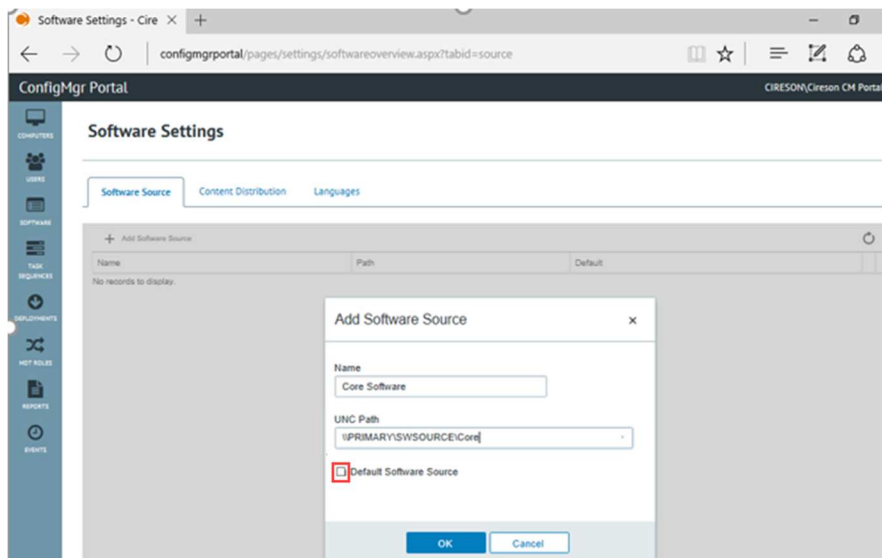 Software Settings - Cire
configmgrportal/pages/settings/softwareoverview.aspx?tabid=source
ConfigMgr Portal
CIRESON\Cireson CM Portal
COMPUTERS
USERS
SOFTWARE
TASK
SEQUENCES
DEPLOYMENTS
MDT ROLES
REPORTS
EVENTS
Software Settings
Software Source Content Distribution Languages
Add Software Source
Name Path Default
No records to display.
Add Software Source
Name
Core Software
UNC Path
\\PRIMARY\SWSOURCE\Core
Default Software Source
OK Cancel